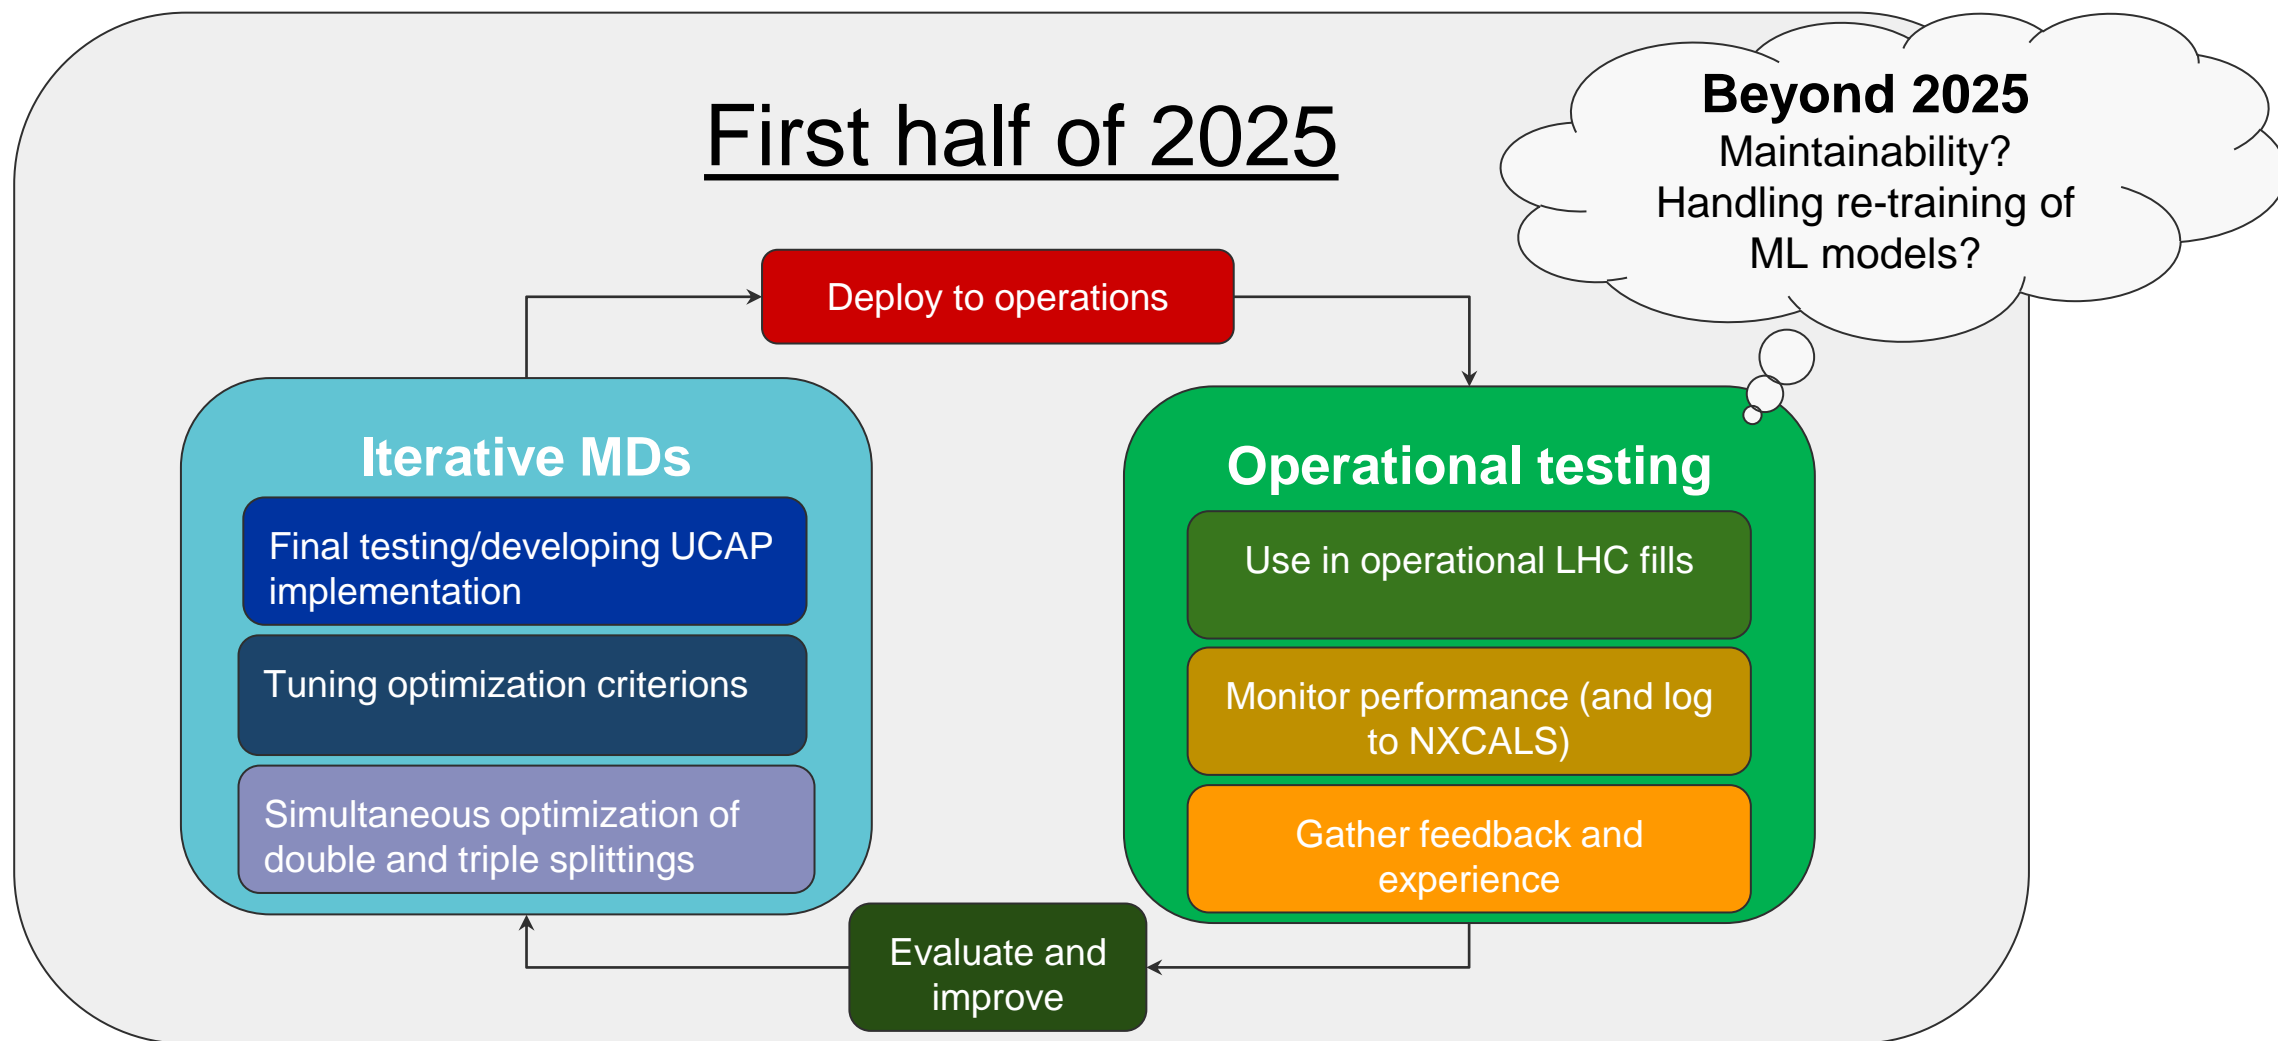 First half of 2025
Beyond 2025
Maintainability?
Handling re-training of
ML models?
Deploy to operations
Iterative MDs
Final testing/developing UCAP
implementation
Tuning optimization criterions
Simultaneous optimization of
double and triple splittings
Operational testing
Use in operational LHC fills
Monitor performance (and log
to NXCALS)
Gather feedback and
experience
Evaluate and
improve